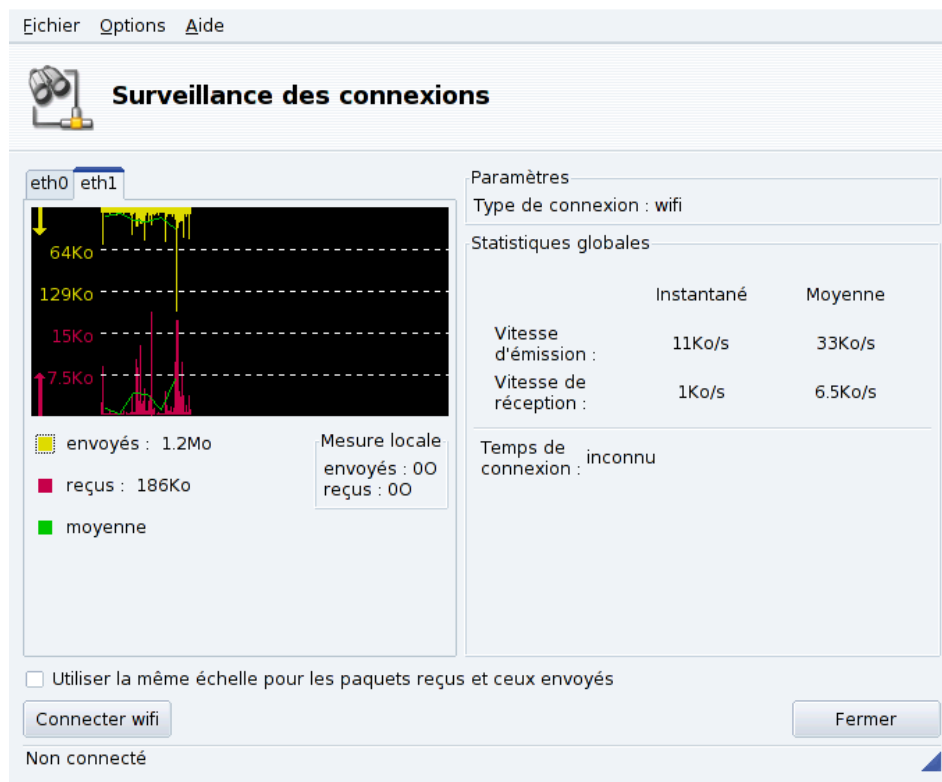 Fichier Options Aide
Surveillance des connexions
eth0 eth1
64Ko
129Ko
15Ko
7.5Ko
envoyés : 1.2Mo
reçus : 186Ko
moyenne
Mesure locale
envoyés : 0O
reçus : 0O
Paramètres
Type de connexion : wifi
Statistiques globales
Instantané Moyenne
Vitesse
d'émission : 11Ko/s 33Ko/s
Vitesse de
réception : 1Ko/s 6.5Ko/s
Temps de
connexion : inconnu
Utiliser la même échelle pour les paquets reçus et ceux envoyés
Connecter wifi Fermer
Non connecté